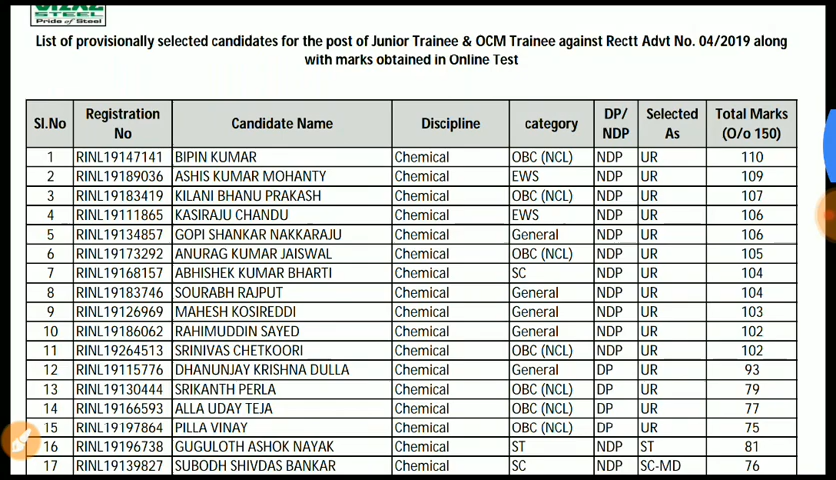 STEEL
Pride of Steel
List of provisionally selected candidates for the post of Junior Trainee & OCM Trainee against Rectt Advt No. 04/2019 along
with marks obtained in Online Test
Sl.No Registration No Candidate Name Discipline category DP/ NDP Selected As Total Marks (O/o 150)
1 RINL19147141 BIPIN KUMAR Chemical OBC (NCL) NDP UR 110
2 RINL19189036 ASHIS KUMAR MOHANTY Chemical EWS NDP UR 109
3 RINL19183419 KILANI BHANU PRAKASH Chemical OBC (NCL) NDP UR 107
4 RINL19111865 KASIRAJU CHANDU Chemical EWS NDP UR 106
5 RINL19134857 GOPI SHANKAR NAKKARAJU Chemical General NDP UR 106
6 RINL19173292 ANURAG KUMAR JAISWAL Chemical OBC (NCL) NDP UR 105
7 RINL19168157 ABHISHEK KUMAR BHARTI Chemical SC NDP UR 104
8 RINL19183746 SOURABH RAJPUT Chemical General NDP UR 104
9 RINL19126969 MAHESH KOSIREDDI Chemical General NDP UR 103
10 RINL19186062 RAHIMUDDIN SAYED Chemical General NDP UR 102
11 RINL19264513 SRINIVAS CHETKOORI Chemical OBC (NCL) NDP UR 102
12 RINL19115776 DHANUNJAY KRISHNA DULLA Chemical General DP UR 93
13 RINL19130444 SRIKANTH PERLA Chemical OBC (NCL) DP UR 79
14 RINL19166593 ALLA UDAY TEJA Chemical OBC (NCL) DP UR 77
15 RINL19197864 PILLA VINAY Chemical OBC (NCL) DP UR 75
16 RINL19196738 GUGULOTH ASHOK NAYAK Chemical ST NDP ST 81
17 RINL19139827 SUBODH SHIVDAS BANKAR Chemical SC NDP SC-MD 76